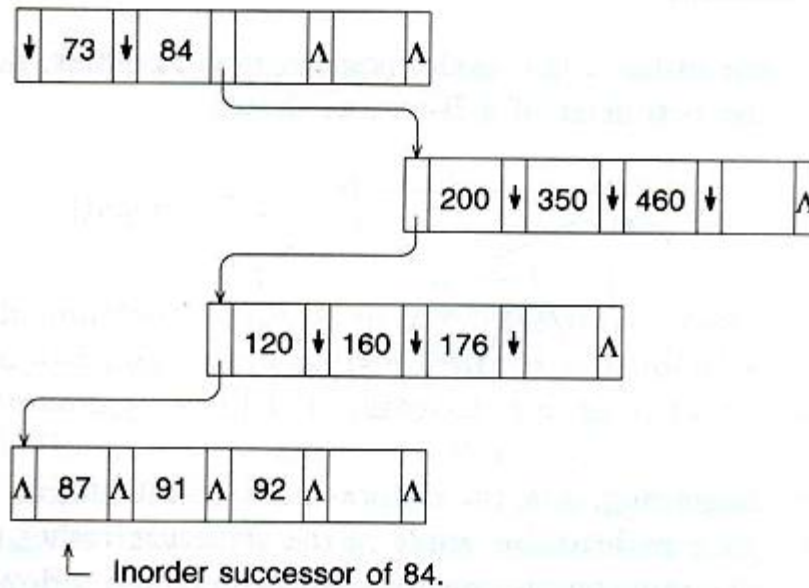 ↓ 73 ↓ 84 Λ Λ
200 ↓ 350 ↓ 460 ↓ Λ
120 ↓ 160 ↓ 176 ↓ Λ
Λ 87 Λ 91 Λ 92 Λ Λ
Inorder successor of 84.